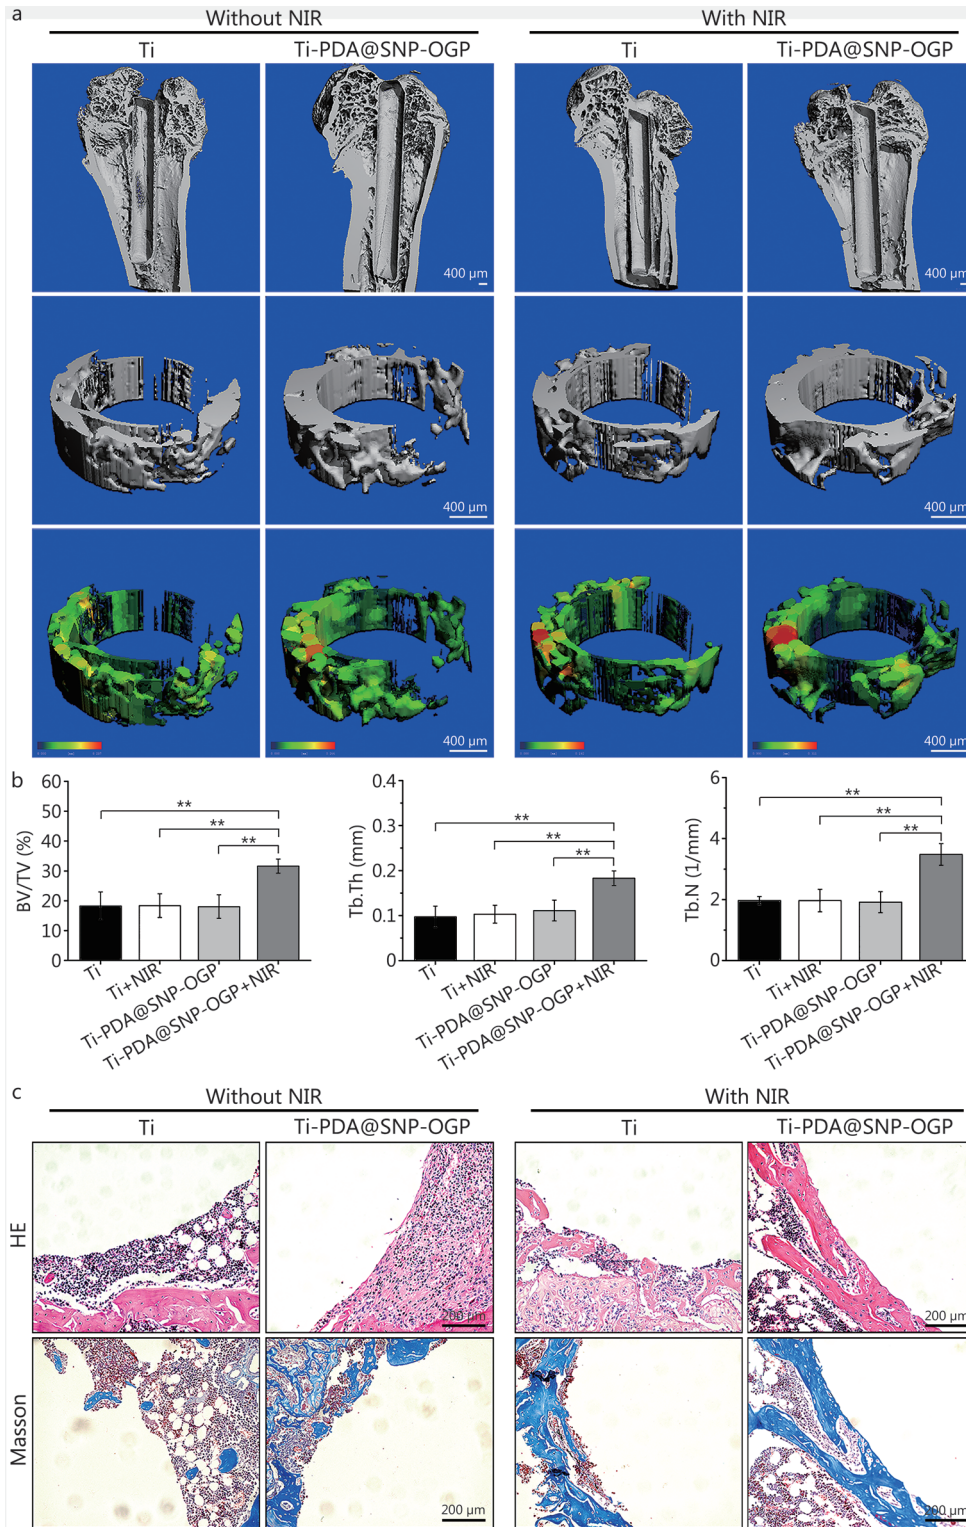 a
Without NIR
With NIR
Ti
Ti-PDA@SNP-OGP
Ti
Ti-PDA@SNP-OGP
400 μm
400 μm
400 μm
400 μm
400 μm
400 μm
b
60
50
40
30
20
10
0
BV/TV (%)
**
**
**
Ti
Ti+NIR
Ti-PDA@SNP-OGP
Ti-PDA@SNP-OGP+NIR
0.4
0.3
0.2
0.1
0
Tb.Th (mm)
**
**
**
Ti
Ti+NIR
Ti-PDA@SNP-OGP
Ti-PDA@SNP-OGP+NIR
6
4
2
0
Tb.N (1/mm)
**
**
**
Ti
Ti+NIR
Ti-PDA@SNP-OGP
Ti-PDA@SNP-OGP+NIR
c
Without NIR
With NIR
Ti
Ti-PDA@SNP-OGP
Ti
Ti-PDA@SNP-OGP
HE
200 μm
200 μm
Masson
200 μm
200 μm